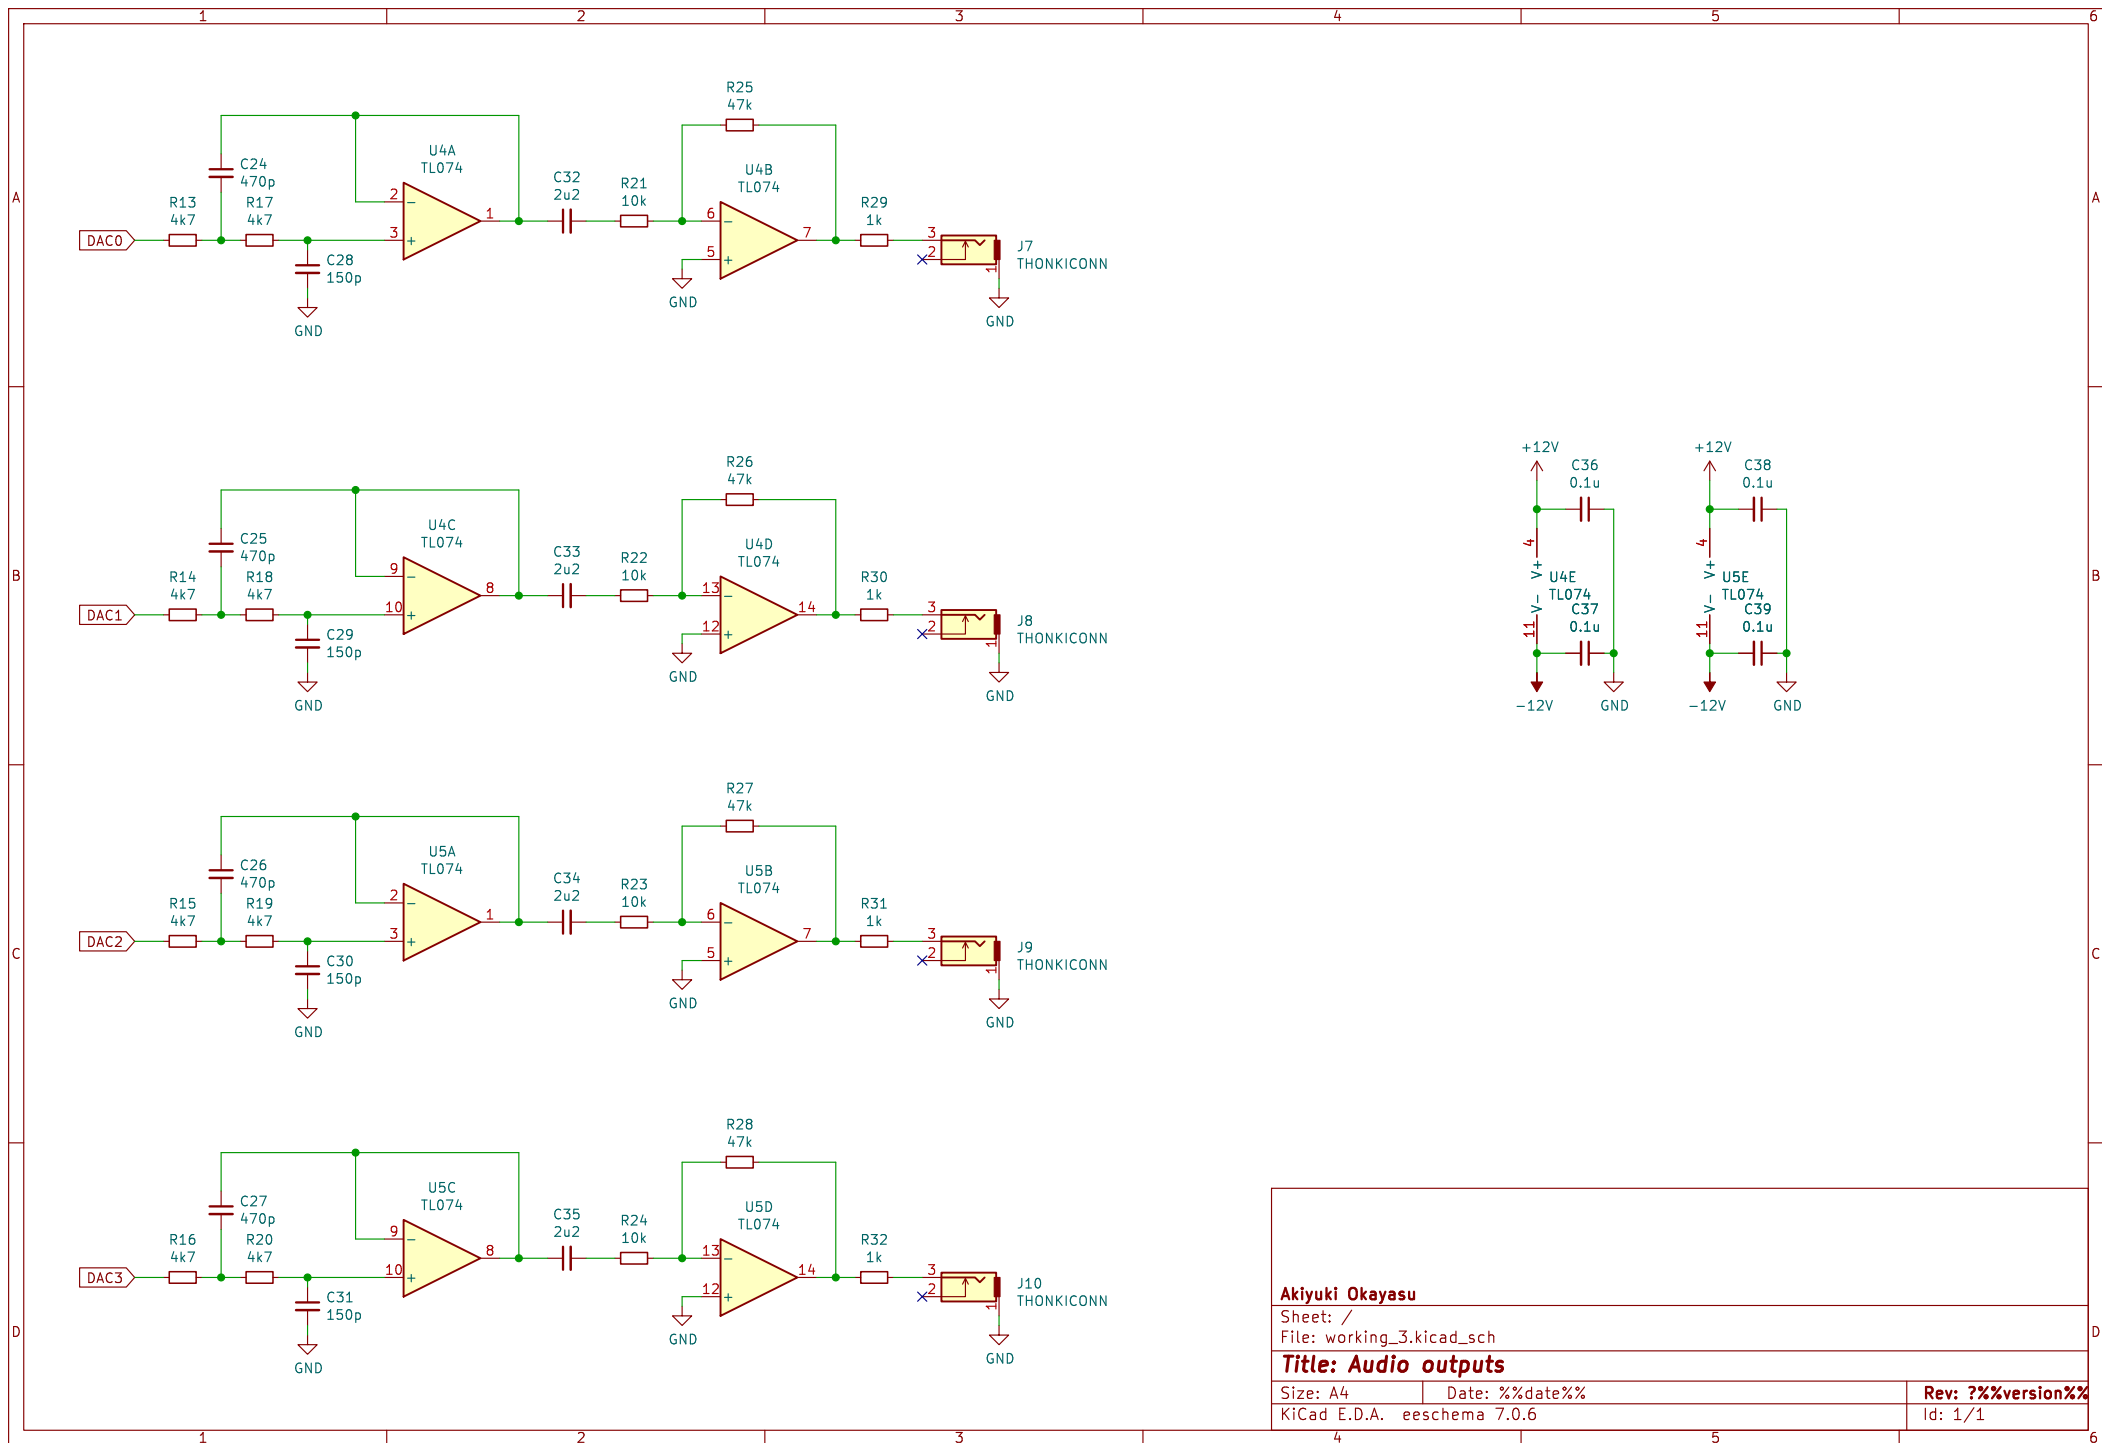 1 2 3 4 5 6
A
R25
47k
U4A
TL074
C24
470p
U4B
TL074
C32
2u2
R21
10k
R13
4k7
R17
4k7
R29
1k
2
3
1
6
5
7
3
2
1
DAC0
C28
150p
J7
THONKICONN
GND
GND
GND
A
B
R26
47k
U4C
TL074
C25
470p
U4D
TL074
C33
2u2
R22
10k
R14
4k7
R18
4k7
R30
1k
9
10
8
13
12
14
3
2
1
DAC1
C29
150p
J8
THONKICONN
GND
GND
GND
+12V
C36
0.1u
4
V+
U4E
TL074
V-
11
C37
0.1u
-12V
GND
+12V
C38
0.1u
4
V+
U5E
TL074
V-
11
C39
0.1u
-12V
GND
B
C
R27
47k
U5A
TL074
C26
470p
U5B
TL074
C34
2u2
R23
10k
R15
4k7
R19
4k7
R31
1k
2
3
1
6
5
7
3
2
1
DAC2
C30
150p
J9
THONKICONN
GND
GND
GND
C
D
R28
47k
U5C
TL074
C27
470p
U5D
TL074
C35
2u2
R24
10k
R16
4k7
R20
4k7
R32
1k
9
10
8
13
12
14
3
2
1
DAC3
C31
150p
J10
THONKICONN
GND
GND
GND
D
Akiyuki Okayasu
Sheet: /
File: working_3.kicad_sch
Title: Audio outputs
Size: A4 Date: %%date%% Rev: ?%%version%%
KiCad E.D.A. eeschema 7.0.6 Id: 1/1
1 2 3 4 5 6